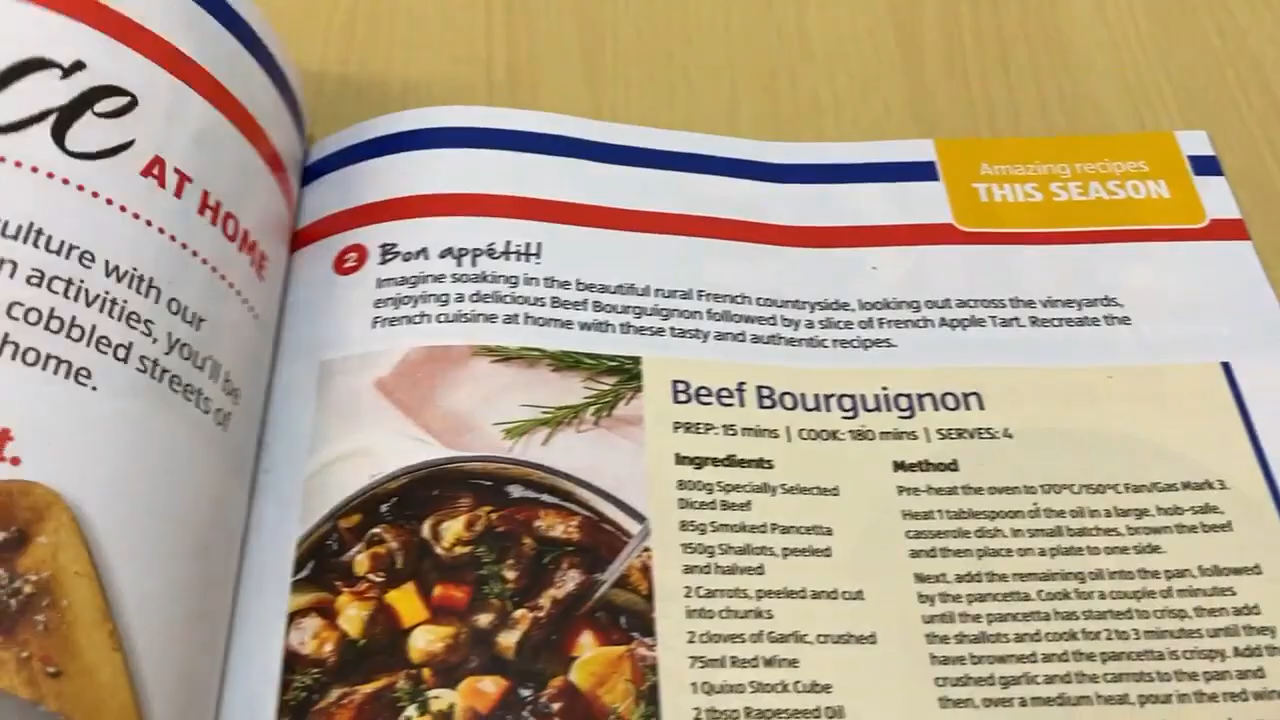 ce
AT HOME
culture with our
n activities, you'll be
cobbled streets of
home.
t.
Amazing recipes
THIS SEASON
2 Bon appétit!
Imagine soaking in the beautiful rural French countryside, looking out across the vineyards,
enjoying a delicious Beef Bourguignon followed by a slice of French Apple Tart. Recreate the
French cuisine at home with these tasty and authentic recipes.
Beef Bourguignon
PREP: 15 mins | COOK: 180 mins | SERVES: 4
Ingredients
800g Specially Selected
Diced Beef
85g Smoked Pancetta
150g Shallots, peeled
and halved
2 Carrots, peeled and cut
into chunks
2 cloves of Garlic, crushed
75ml Red Wine
1 Quixo Stock Cube
2 tbsp Rapeseed Oil
Method
Pre-heat the oven to 170°C/150°C Fan/Gas Mark 3.
Heat 1 tablespoon of the oil in a large, hob-safe,
casserole dish. In small batches, brown the beef
and then place on a plate to one side.
Next, add the remaining oil into the pan, followed
by the pancetta. Cook for a couple of minutes
until the pancetta has started to crisp, then add
the shallots and cook for 2 to 3 minutes until they
have browned and the pancetta is crispy. Add the
crushed garlic and the carrots to the pan and
then, over a medium heat, pour in the red win